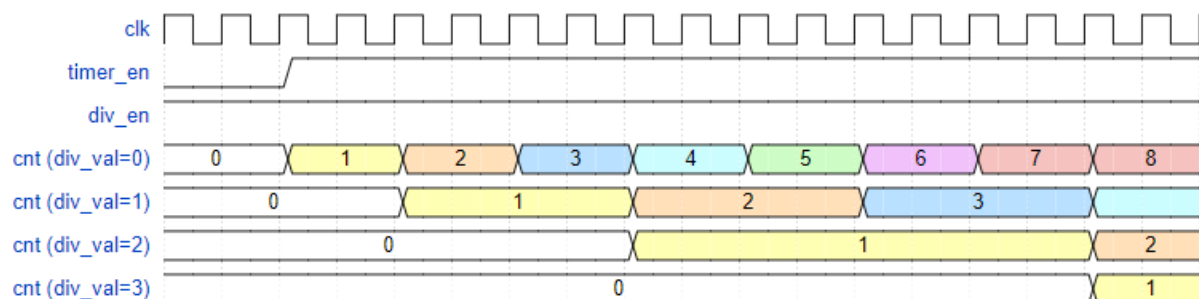 clk
timer_en
div_en
cnt (div_val=0) 0 1 2 3 4 5 6 7 8
cnt (div_val=1) 0 1 2 3
cnt (div_val=2) 0 1 2
cnt (div_val=3) 0 1